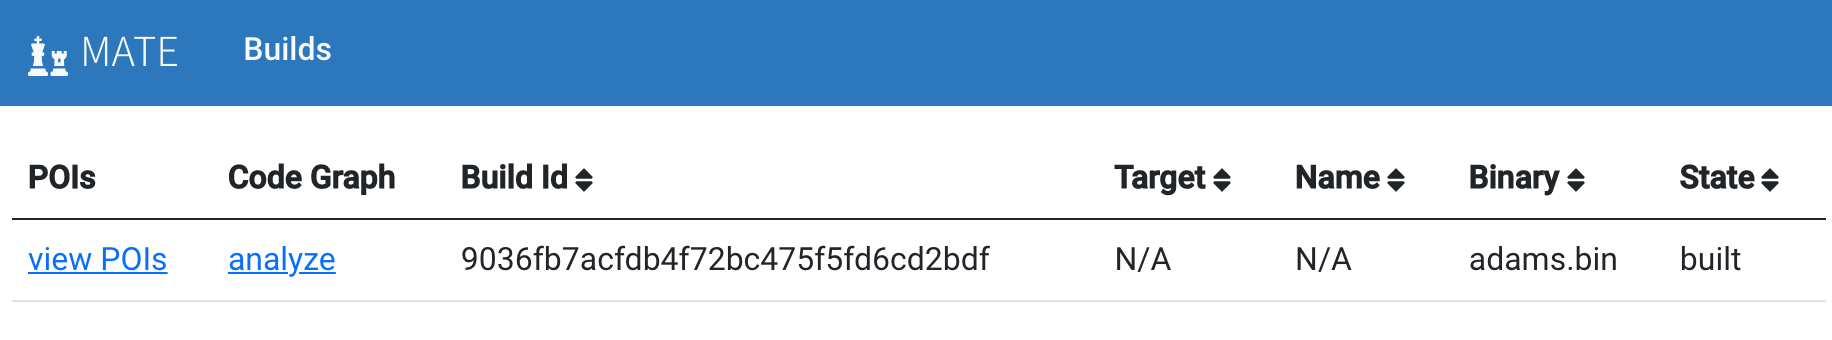 MATE Builds
POIs Code Graph Build Id Target Name Binary State
view POIs analyze 9036fb7acfdb4f72bc475f5fd6cd2bdf N/A N/A adams.bin built